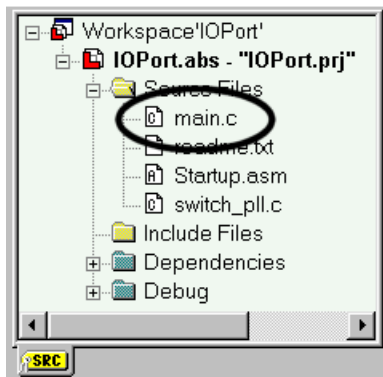 Workspace'IOPort'
IOPort.abs - "IOPort.prj"
Source Files
C main.c
readme.txt
A Startup.asm
C switch_pll.c
Include Files
Dependencies
Debug
SRC